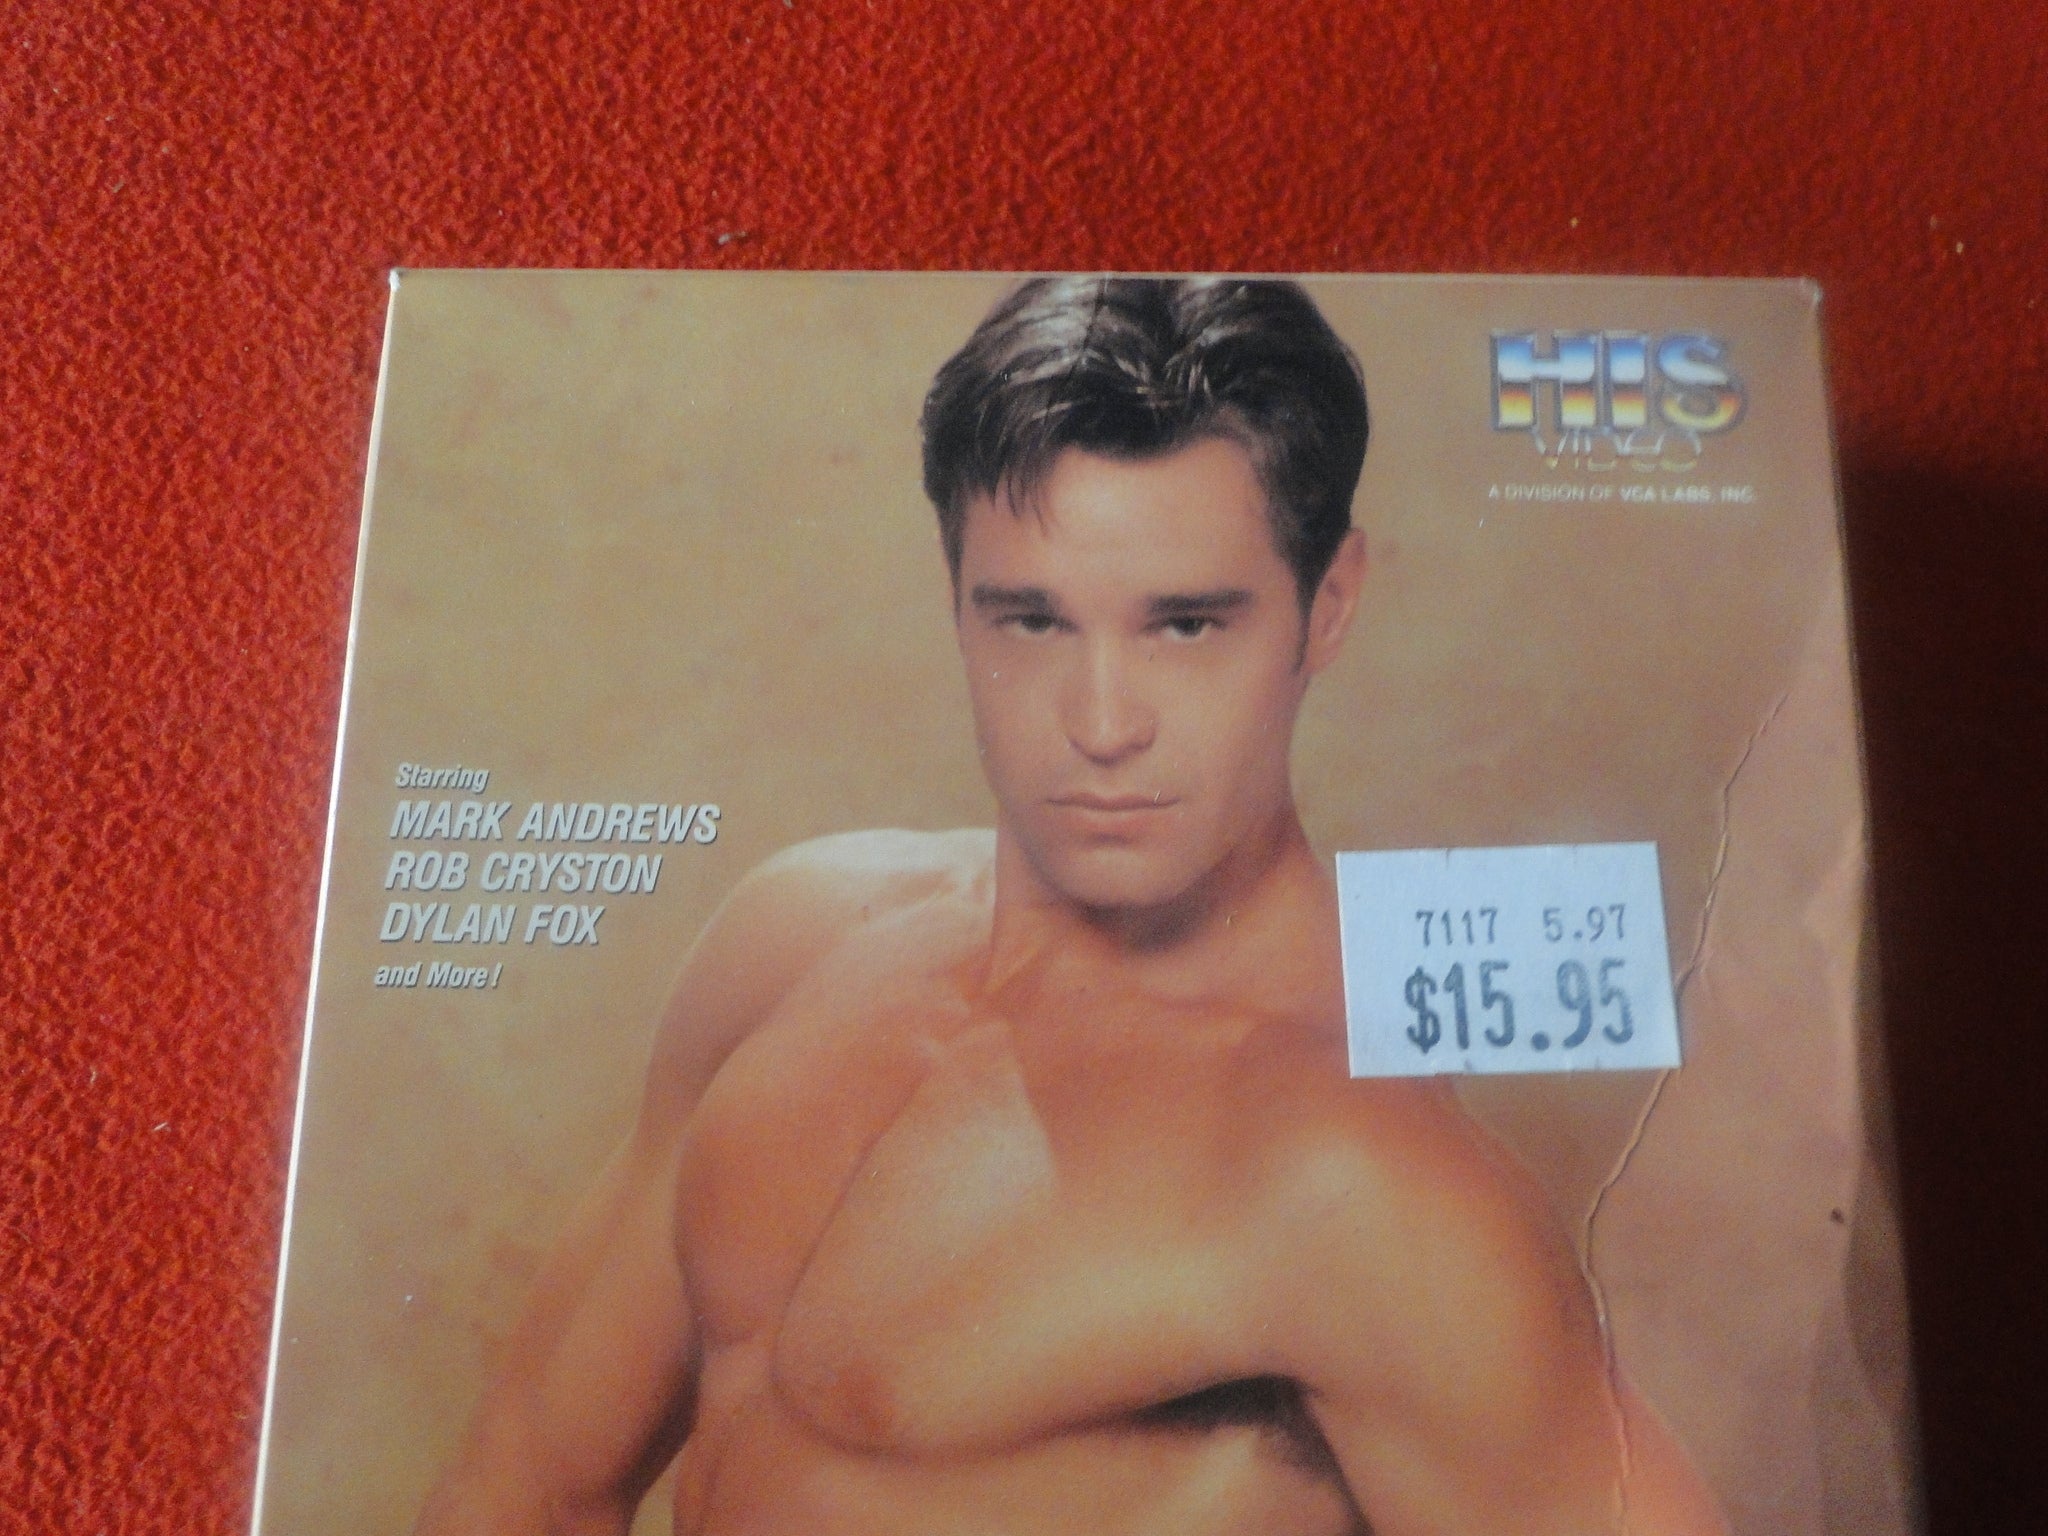 HIS
VIDEO
A DIVISION OF VCA LABS, INC.
Starring
MARK ANDREWS
ROB CRYSTON
DYLAN FOX
and More!
7117 5.97
$15.95